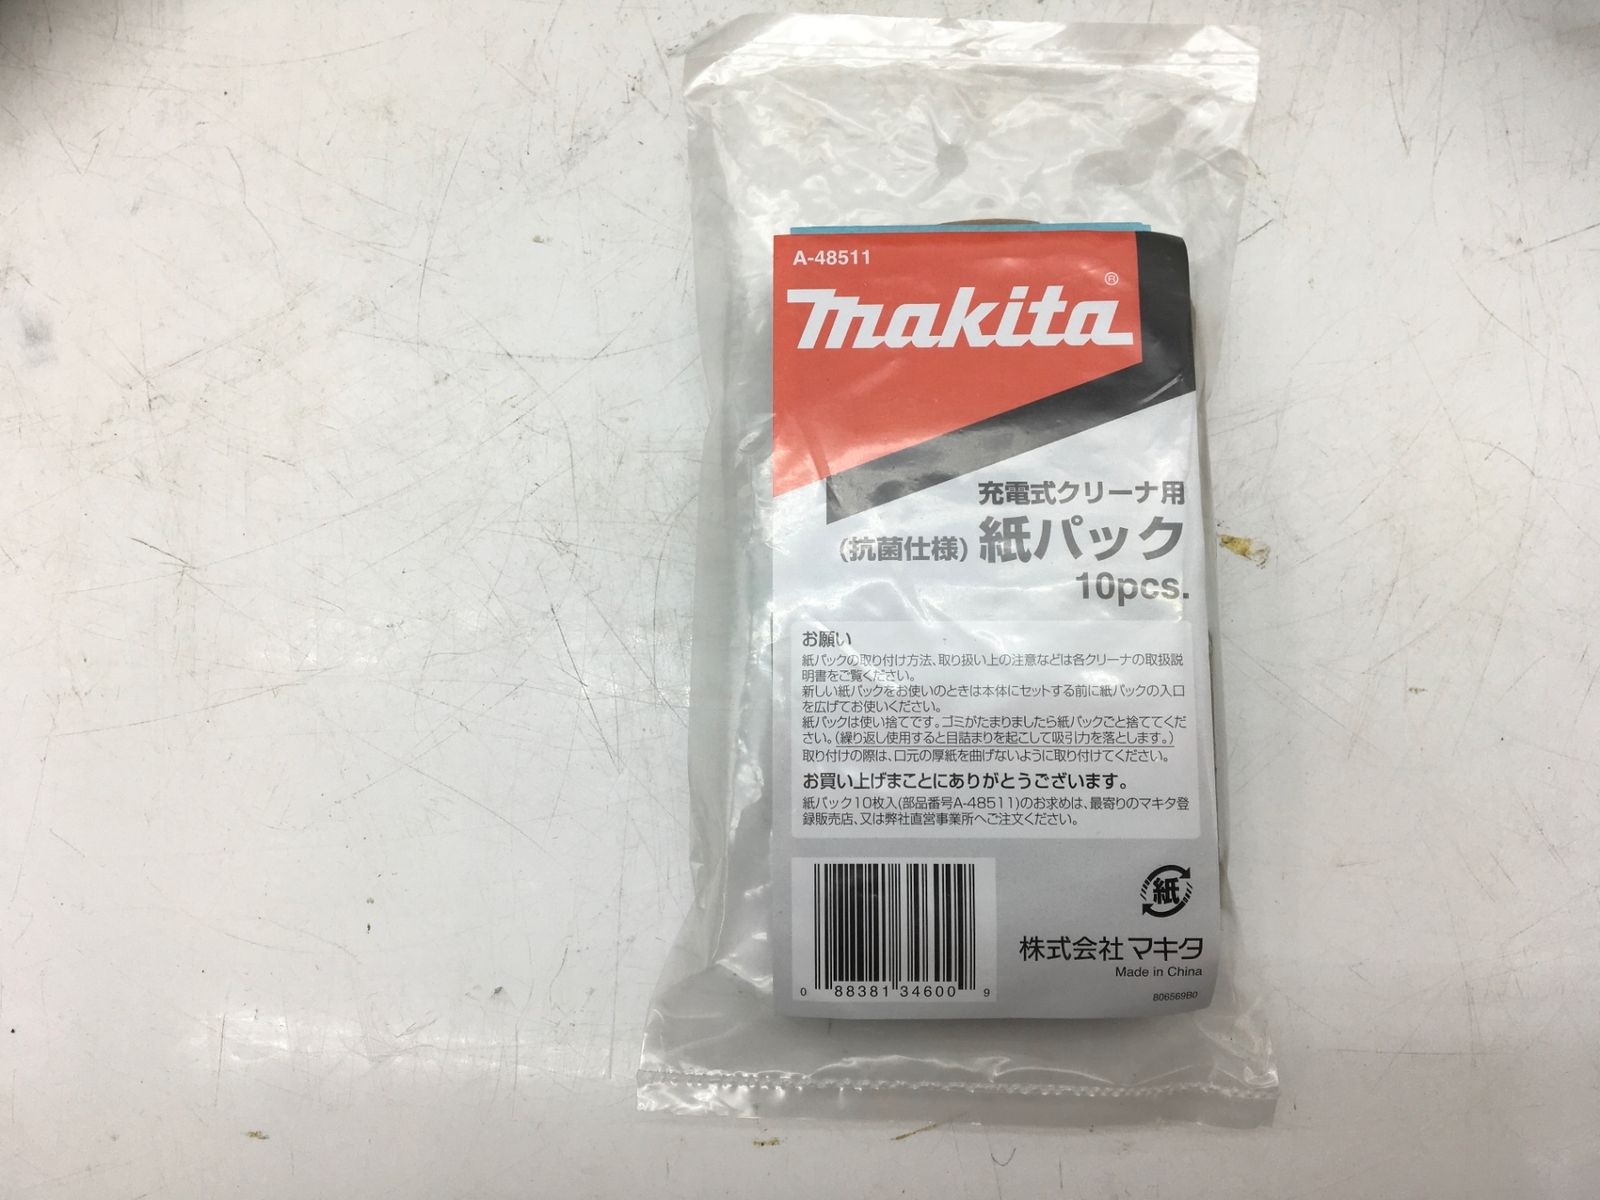 A-48511
makita®
充電式クリーナ用
(抗菌仕様) 紙パック
10pcs.
お願い
紙パックの取り付け方法、取り扱い上の注意などは各クリーナの取扱説
明書をご覧ください。
新しい紙パックをお使いのときは本体にセットする前に紙パックの入口
を広げてお使いください。
紙パックは使い捨てです。ゴミがたまりましたら紙パックごと捨ててくだ
さい。(繰り返し使用すると目詰まりを起こして吸引力を落とします。)
取り付けの際は、口元の厚紙を曲げないように取り付けてください。
お買い上げまことにありがとうございます。
紙パック10枚入(部品番号A-48511)のお求めは、最寄りのマキタ登
録販売店、又は弊社直営事業所へご注文ください。
紙
株式会社マキタ
Made in China
0 88381 34600 9
806569B0